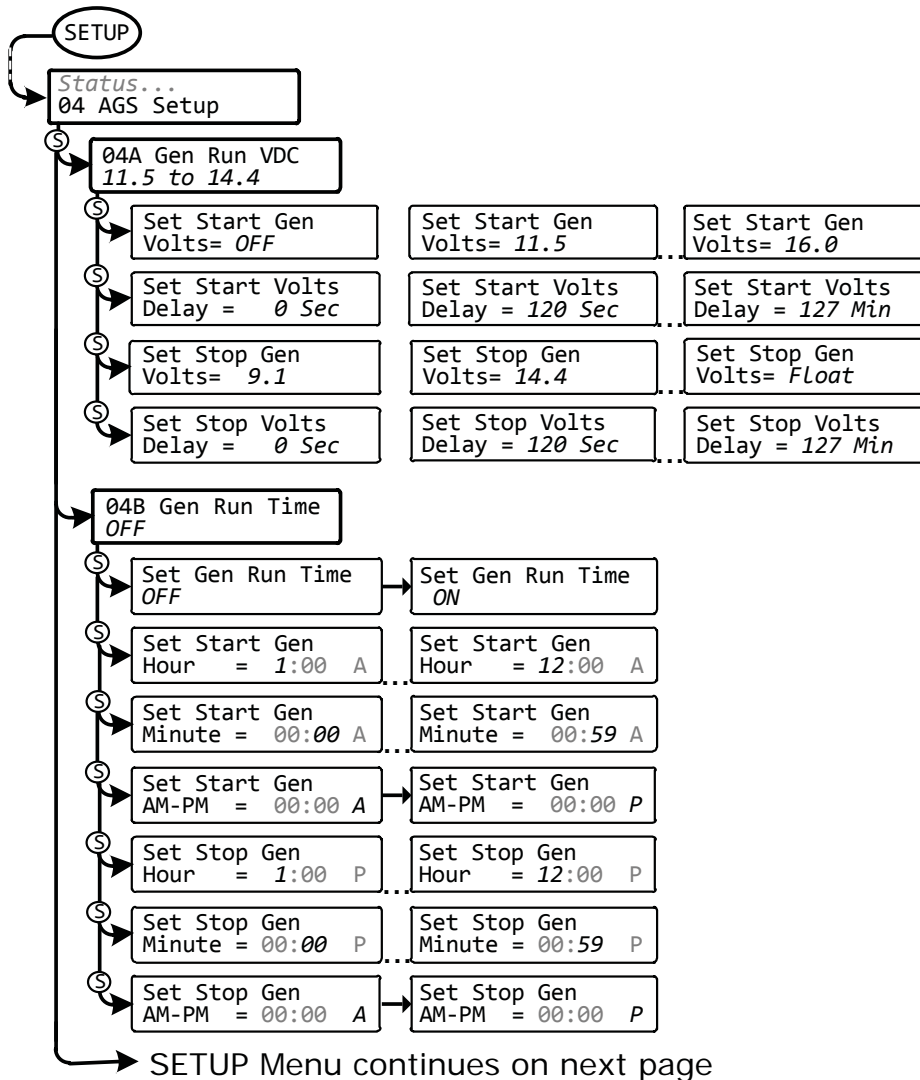 SETUP
Status...
04 AGS Setup
S
04A Gen Run VDC
11.5 to 14.4
S
Set Start Gen
Volts= OFF
Set Start Gen
Volts= 11.5
...
Set Start Gen
Volts= 16.0
S
Set Start Volts
Delay =   0 Sec
Set Start Volts
Delay = 120 Sec
...
Set Start Volts
Delay = 127 Min
S
Set Stop Gen
Volts=  9.1
Set Stop Gen
Volts= 14.4
...
Set Stop Gen
Volts= Float
S
Set Stop Volts
Delay =   0 Sec
Set Stop Volts
Delay = 120 Sec
...
Set Stop Volts
Delay = 127 Min
04B Gen Run Time
OFF
S
Set Gen Run Time
OFF
Set Gen Run Time
ON
S
Set Start Gen
Hour   =  1:00  A
...
Set Start Gen
Hour   = 12:00  A
S
Set Start Gen
Minute =  00:00 A
...
Set Start Gen
Minute =  00:59 A
S
Set Start Gen
AM-PM  =  00:00 A
Set Start Gen
AM-PM  =  00:00 P
S
Set Stop Gen
Hour   =  1:00  P
...
Set Stop Gen
Hour   = 12:00  P
S
Set Stop Gen
Minute = 00:00  P
...
Set Stop Gen
Minute = 00:59  P
S
Set Stop Gen
AM-PM  = 00:00  A
Set Stop Gen
AM-PM  = 00:00  P
SETUP Menu continues on next page